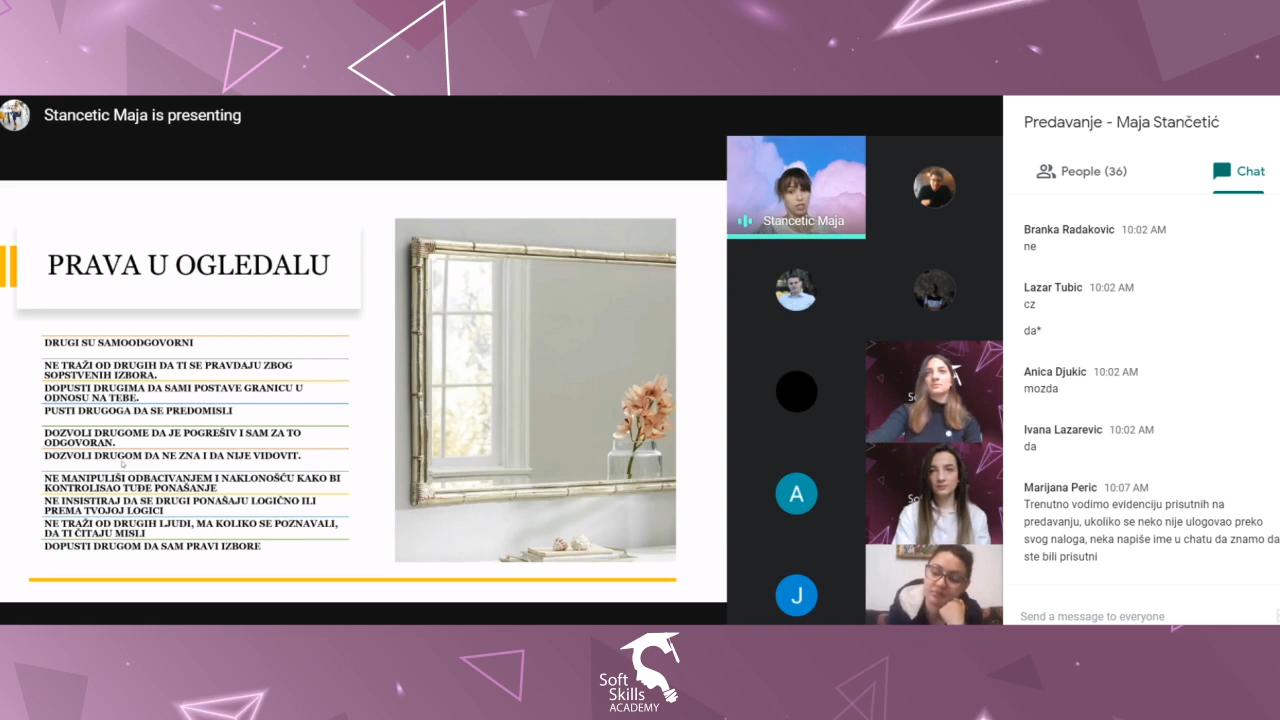 Stancetic Maja is presenting
PRAVA U OGLEDALU
DRUGI SU SAMOODGOVORNI
NE TRAŽI OD DRUGIH DA TI SE PRAVDAJU ZBOG
SOPSTVENIH IZBORA.
DOPUSTI DRUGIMA DA SAMI POSTAVE GRANICU U
ODNOSU NA TEBE.
PUSTI DRUGOGA DA SE PREDOMISLI
DOZVOLI DRUGOME DA JE POGREŠIV I SAM ZA TO
ODGOVORAN.
DOZVOLI DRUGOM DA NE ZNA I DA NIJE VIDOVIT.
NE MANIPULIŠI ODBACIVANJEM I NAKLONOŠĆU KAKO BI
KONTROLISAO TUĐE PONAŠANJE
NE INSISTIRAJ DA SE DRUGI PONAŠAJU LOGIČNO ILI
PREMA TVOJOJ LOGICI
NE TRAŽI OD DRUGIH LJUDI, MA KOLIKO SE POZNAVALI,
DA TI ČITAJU MISLI
DOPUSTI DRUGOM DA SAM PRAVI IZBORE
Stancetic Maja
A
J
Predavanje - Maja Stančetić
People (36)
Chat
Branka Radakovic 10:02 AM
ne
Lazar Tubic 10:02 AM
cz
da*
Anica Djukic 10:02 AM
mozda
Ivana Lazarevic 10:02 AM
da
Marijana Peric 10:07 AM
Trenutno vodimo evidenciju prisutnih na
predavanju, ukoliko se neko nije ulogovao preko
svog naloga, neka napiše ime u chatu da znamo da
ste bili prisutni
Send a message to everyone
Soft
Skills
ACADEMY